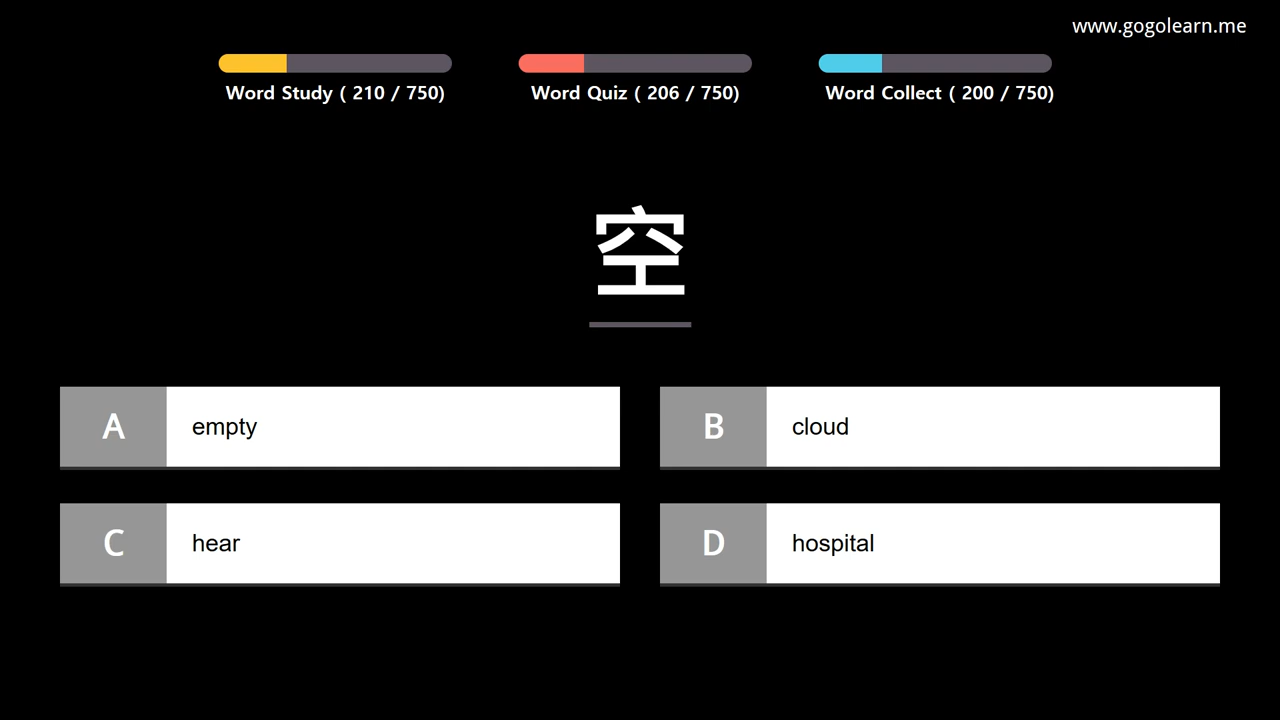 www.gogolearn.me
Word Study ( 210 / 750)
Word Quiz ( 206 / 750)
Word Collect ( 200 / 750)
空
A empty
B cloud
C hear
D hospital